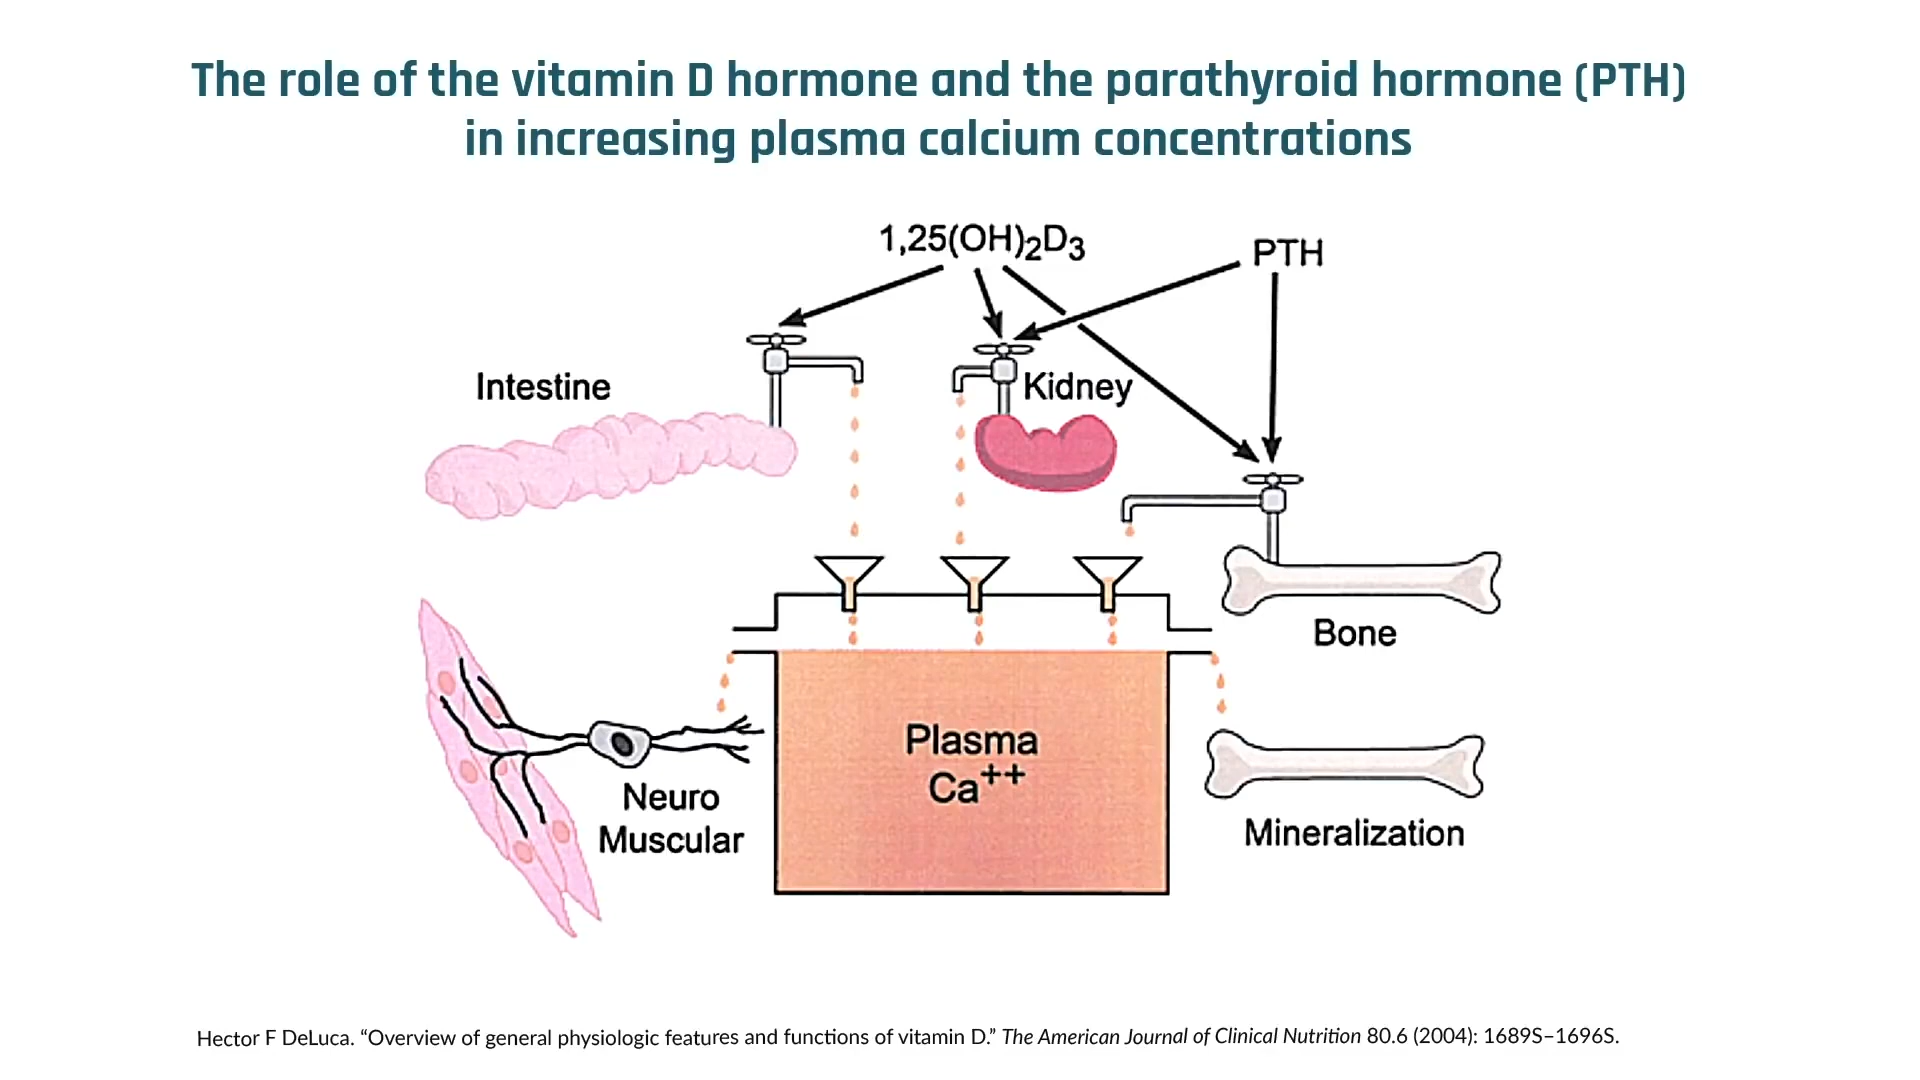 The role of the vitamin D hormone and the parathyroid hormone (PTH)
in increasing plasma calcium concentrations
1,25(OH)₂D₃
PTH
Intestine
Kidney
Bone
Plasma
Ca⁺⁺
Neuro
Muscular
Mineralization
Hector F DeLuca. “Overview of general physiologic features and functions of vitamin D.” The American Journal of Clinical Nutrition 80.6 (2004): 1689S–1696S.